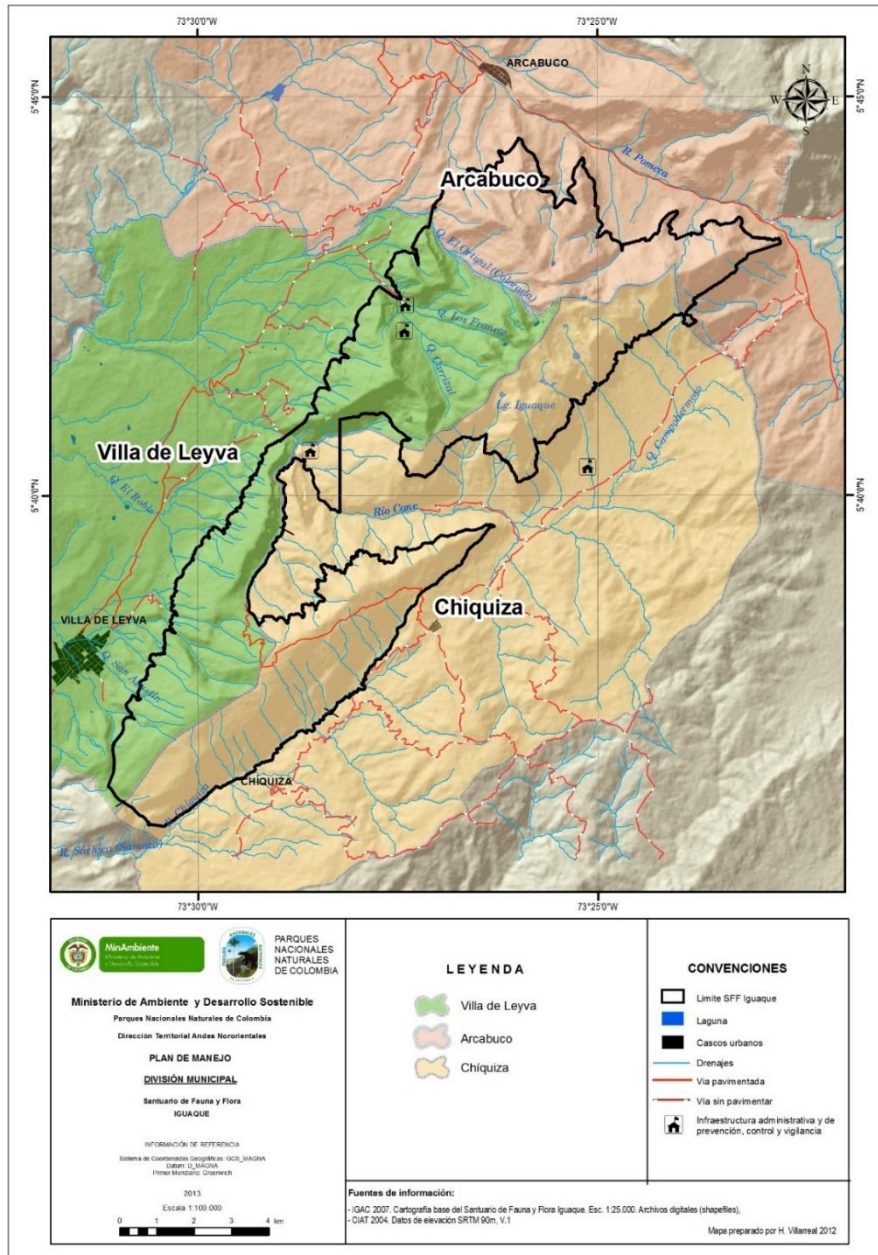 73°30'0"W 73°25'0"W
ARCABUCO
N
W E
S
5°45'0"N 5°45'0"N
R. Pomeca
Arcabuco
Q. El Ortigal (Colorada)
Q. Los Francos
Q. Carrizal
Lg. Iguaque
Q. Campohermoso
Villa de Leyva
Q. El Roble
5°40'0"N 5°40'0"N
Río Cane
Chiquiza
VILLA DE LEYVA
Q. San Agustín
CHÍQUIZA
R. Chíquiza
R. Sáchica (Samacá)
73°30'0"W 73°25'0"W
MinAmbiente
Ministerio de Ambiente
y Desarrollo Sostenible
PARQUES
NACIONALES
NATURALES
DE COLOMBIA
Ministerio de Ambiente y Desarrollo Sostenible
Parques Nacionales Naturales de Colombia
Dirección Territorial Andes Nororientales
PLAN DE MANEJO
DIVISIÓN MUNICIPAL
Santuario de Fauna y Flora
IGUAQUE
INFORMACIÓN DE REFERENCIA
Sistema de Coordenadas Geográficas: GCS_MAGNA
Datum: D_MAGNA
Primer Meridiano: Greenwich
2013
Escala 1:100 000
0 1 2 3 4 km
LEYENDA
Villa de Leyva
Arcabuco
Chíquiza
CONVENCIONES
Limite SFF Iguaque
Laguna
Cascos urbanos
Drenajes
Via pavimentada
Via sin pavimentar
Infraestructura administrativa y de
prevención, control y vigilancia
Fuentes de información:
- IGAC 2007. Cartografía base del Santuario de Fauna y Flora Iguaque. Esc. 1:25.000. Archivos digitales (shapefiles),
- CIAT 2004. Datos de elevación SRTM 90m, V.1
Mapa preparado por H. Villarreal 2012